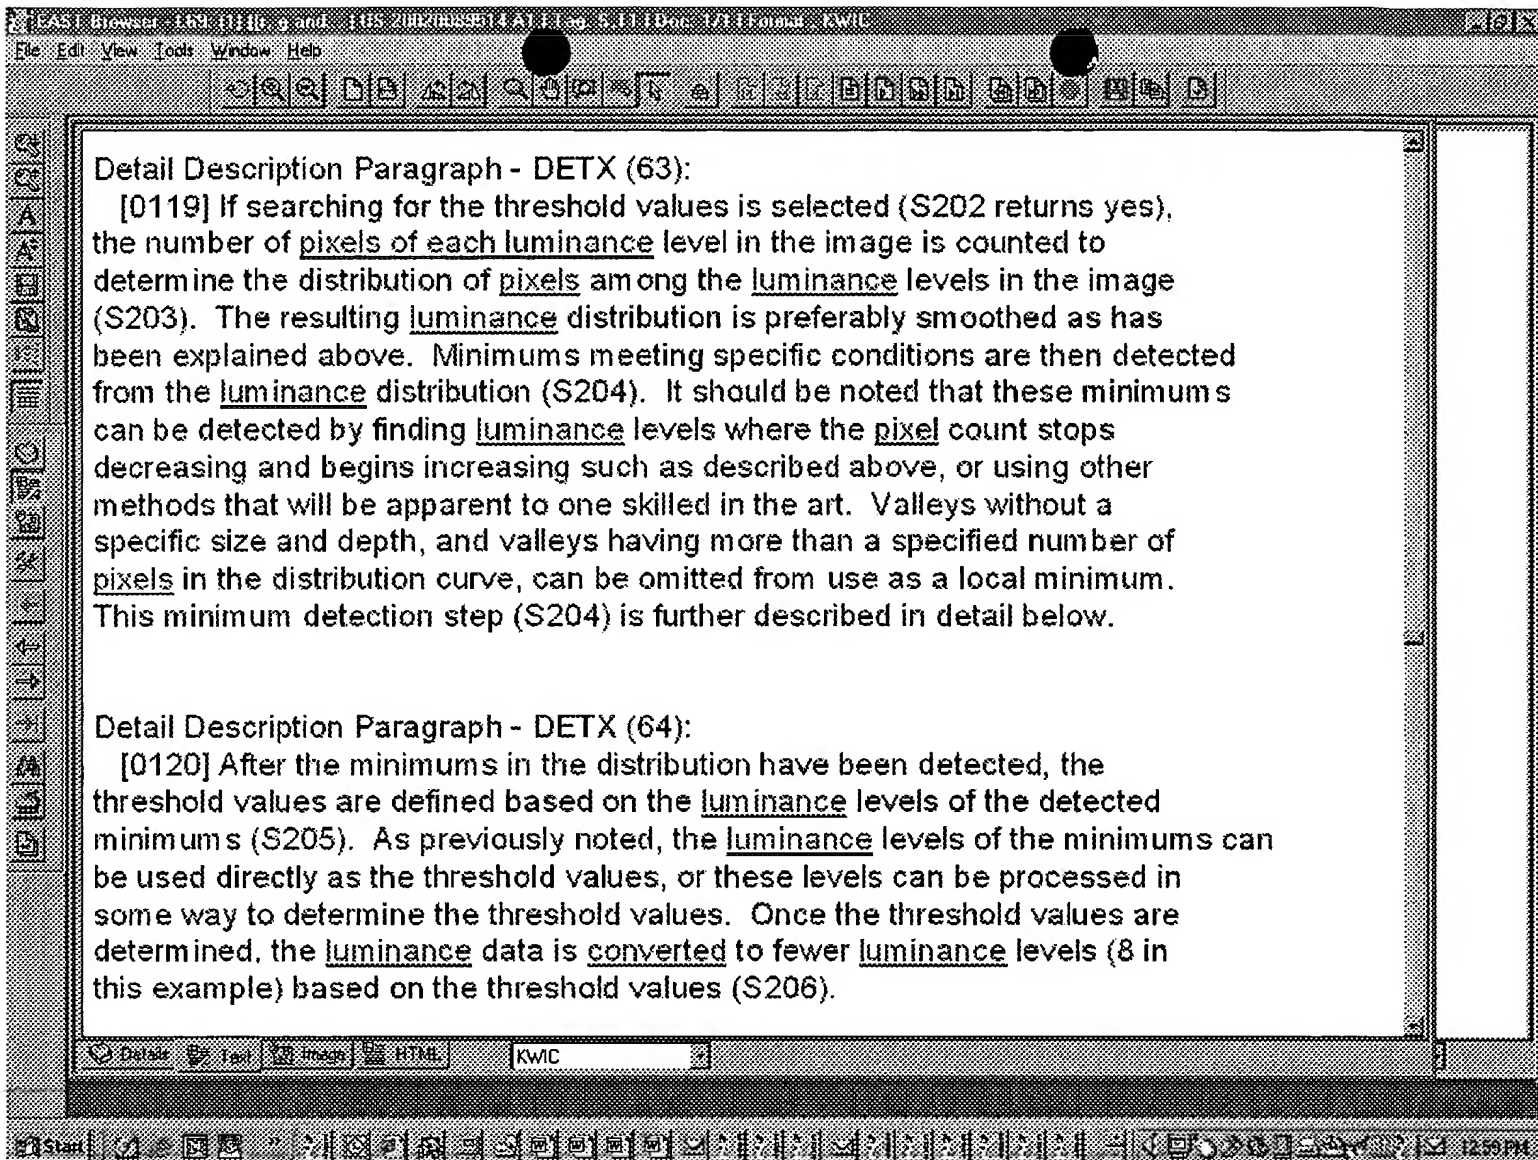 File Edit View Tools Window Help
Detail Description Paragraph - DETX (63):
[0119] If searching for the threshold values is selected (S202 returns yes),
the number of pixels of each luminance level in the image is counted to
determine the distribution of pixels among the luminance levels in the image
(S203). The resulting luminance distribution is preferably smoothed as has
been explained above. Minimums meeting specific conditions are then detected
from the luminance distribution (S204). It should be noted that these minimums
can be detected by finding luminance levels where the pixel count stops
decreasing and begins increasing such as described above, or using other
methods that will be apparent to one skilled in the art. Valleys without a
specific size and depth, and valleys having more than a specified number of
pixels in the distribution curve, can be omitted from use as a local minimum.
This minimum detection step (S204) is further described in detail below.
Detail Description Paragraph - DETX (64):
[0120] After the minimums in the distribution have been detected, the
threshold values are defined based on the luminance levels of the detected
minimums (S205). As previously noted, the luminance levels of the minimums can
be used directly as the threshold values, or these levels can be processed in
some way to determine the threshold values. Once the threshold values are
determined, the luminance data is converted to fewer luminance levels (8 in
this example) based on the threshold values (S206).
Details Text Image HTML KWIC
Start 12:59 PM